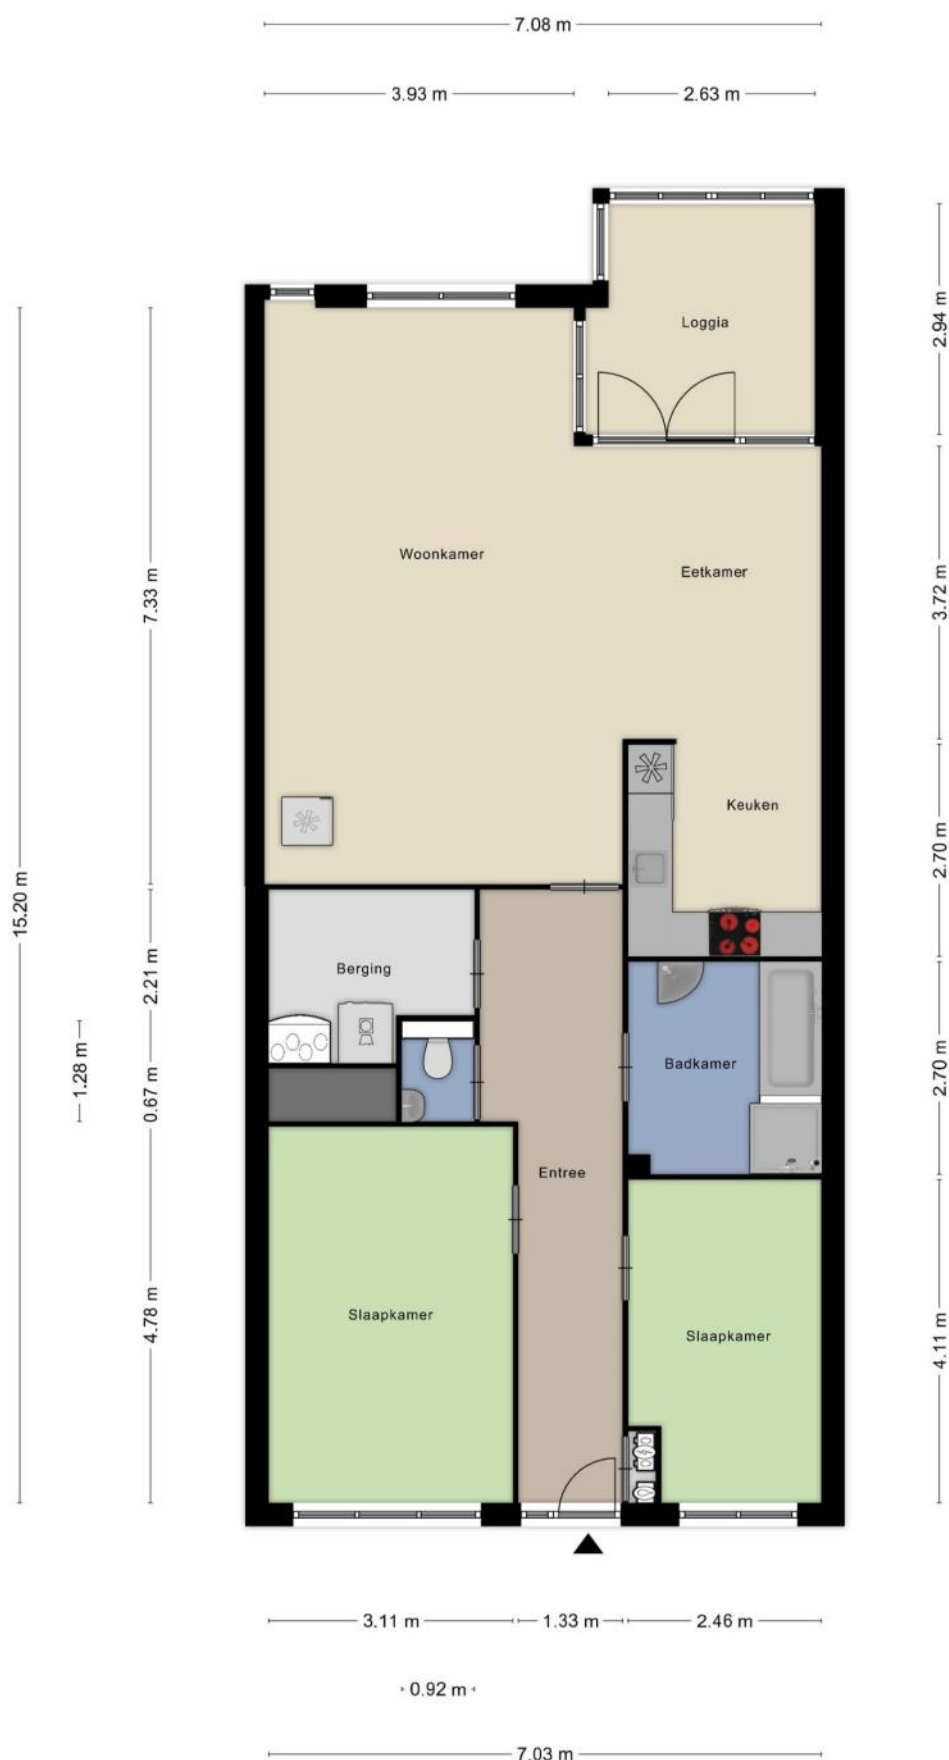 7.08 m
3.93 m
2.63 m
Loggia
2.94 m
Woonkamer
Eetkamer
7.33 m
3.72 m
Keuken
2.70 m
15.20 m
Berging
2.21 m
1.28 m
0.67 m
Badkamer
2.70 m
Entree
Slaapkamer
4.78 m
Slaapkamer
4.11 m
3.11 m
1.33 m
2.46 m
0.92 m
7.03 m